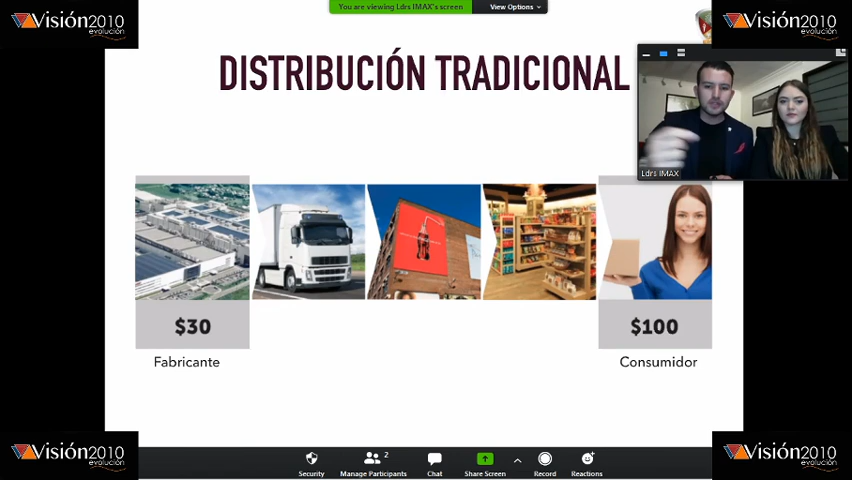 You are viewing Ldrs IMAX's screen
View Options
Visión2010
evolución
Visión2010
evolución
DISTRIBUCIÓN TRADICIONAL
Ldrs IMAX
$30
$100
Fabricante
Consumidor
Visión2010
evolución
Visión2010
evolución
Security
Manage Participants
2
Chat
Share Screen
Record
Reactions